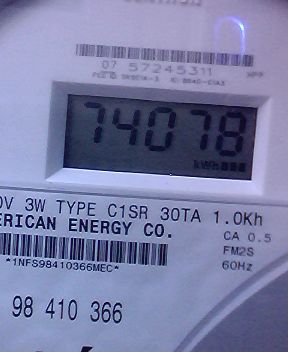 07 57245311
74078
kWh
0V 3W TYPE C1SR 30TA 1.0Kh
ERICAN ENERGY CO.
CA 0.5
FM2S
60Hz
*1NFS98410366MEC*
98 410 366